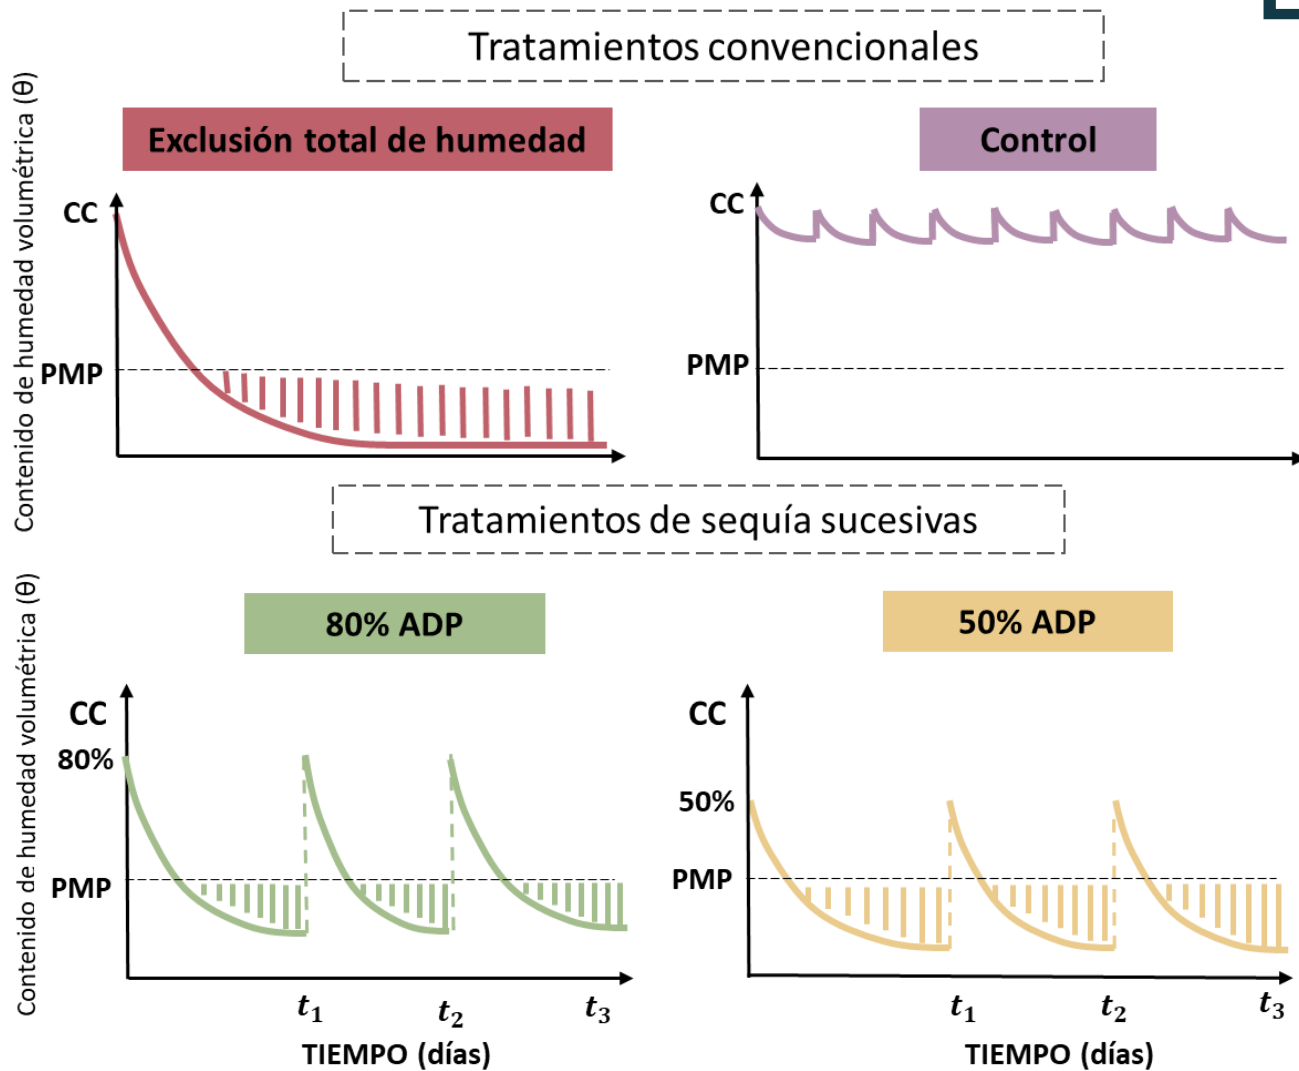 Tratamientos convencionales
Contenido de humedad volumétrica (θ)
Exclusión total de humedad
CC
PMP
Control
CC
PMP
Tratamientos de sequía sucesivas
Contenido de humedad volumétrica (θ)
80% ADP
CC
80%
PMP
t₁
t₂
t₃
TIEMPO (días)
50% ADP
CC
50%
PMP
t₁
t₂
t₃
TIEMPO (días)